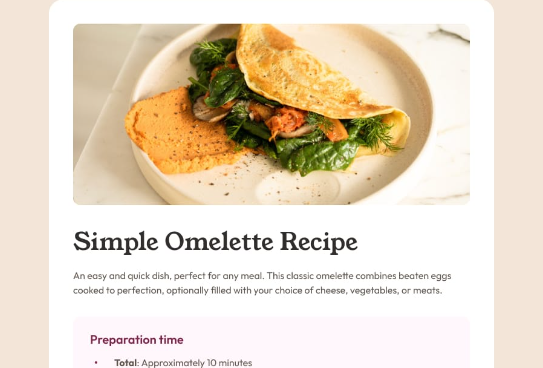 Simple Omelette Recipe
An easy and quick dish, perfect for any meal. This classic omelette combines beaten eggs
cooked to perfection, optionally filled with your choice of cheese, vegetables, or meats.
Preparation time
• Total: Approximately 10 minutes